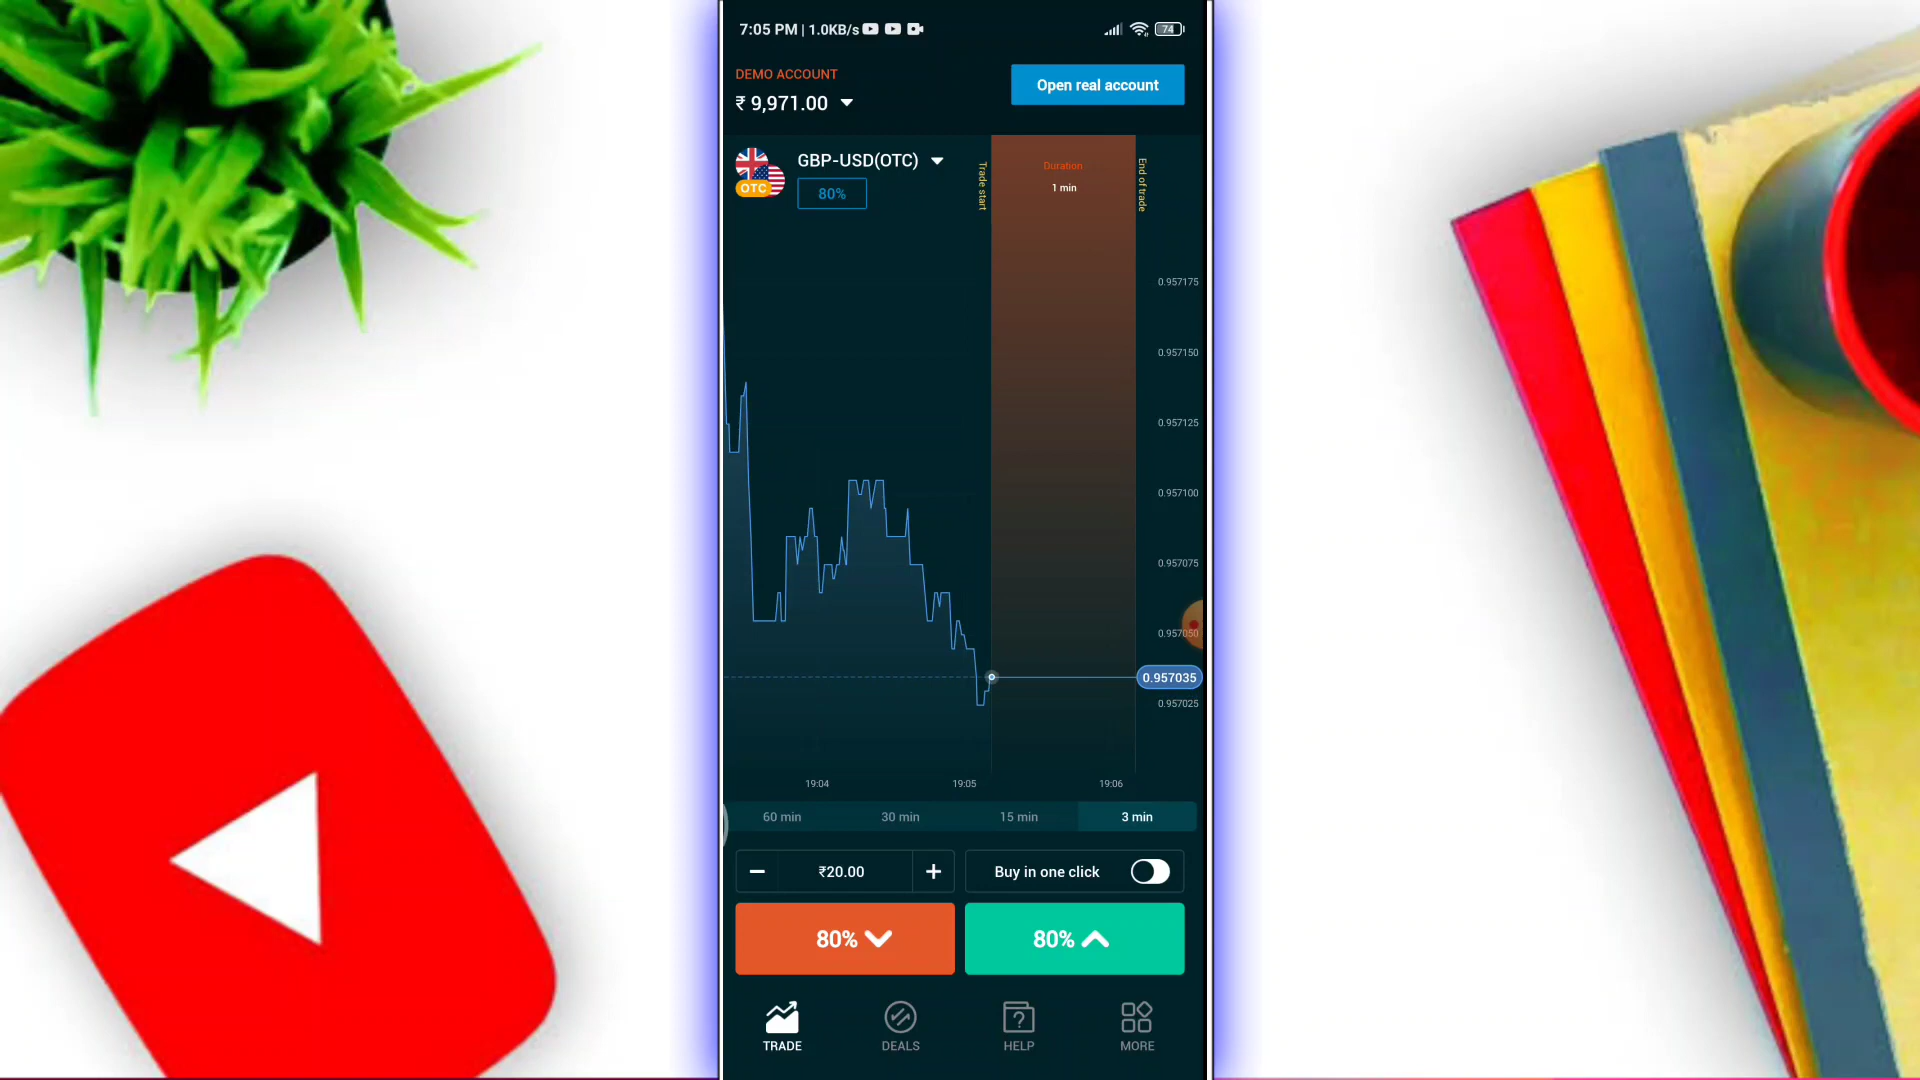 7:05 PM | 1.0KB/s
74
DEMO ACCOUNT
₹ 9,971.00
Open real account
GBP-USD(OTC)
OTC
80%
Trade start
Duration
1 min
End of trade
0.957175
0.957150
0.957125
0.957100
0.957075
0.957050
0.957035
0.957025
19:04 19:05 19:06
60 min 30 min 15 min 3 min
− ₹20.00 + Buy in one click
80% 80%
TRADE DEALS HELP MORE